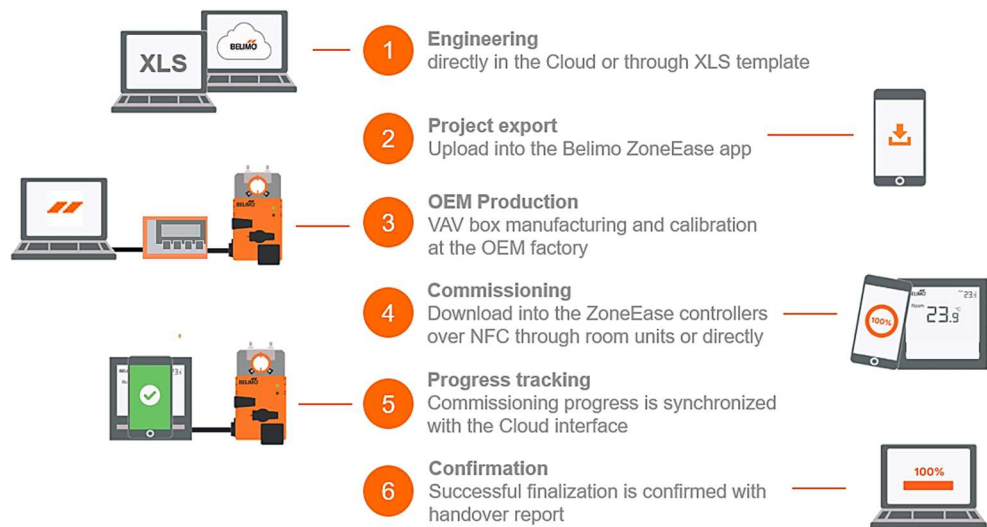 XLS
BELIMO
1
Engineering
directly in the Cloud or through XLS template
2
Project export
Upload into the Belimo ZoneEase app
3
OEM Production
VAV box manufacturing and calibration
at the OEM factory
BELIMO
4
Commissioning
Download into the ZoneEase controllers
over NFC through room units or directly
100%
BELIMO
Room
23.9
5
Progress tracking
Commissioning progress is synchronized
with the Cloud interface
BELIMO
6
Confirmation
Successful finalization is confirmed with
handover report
100%